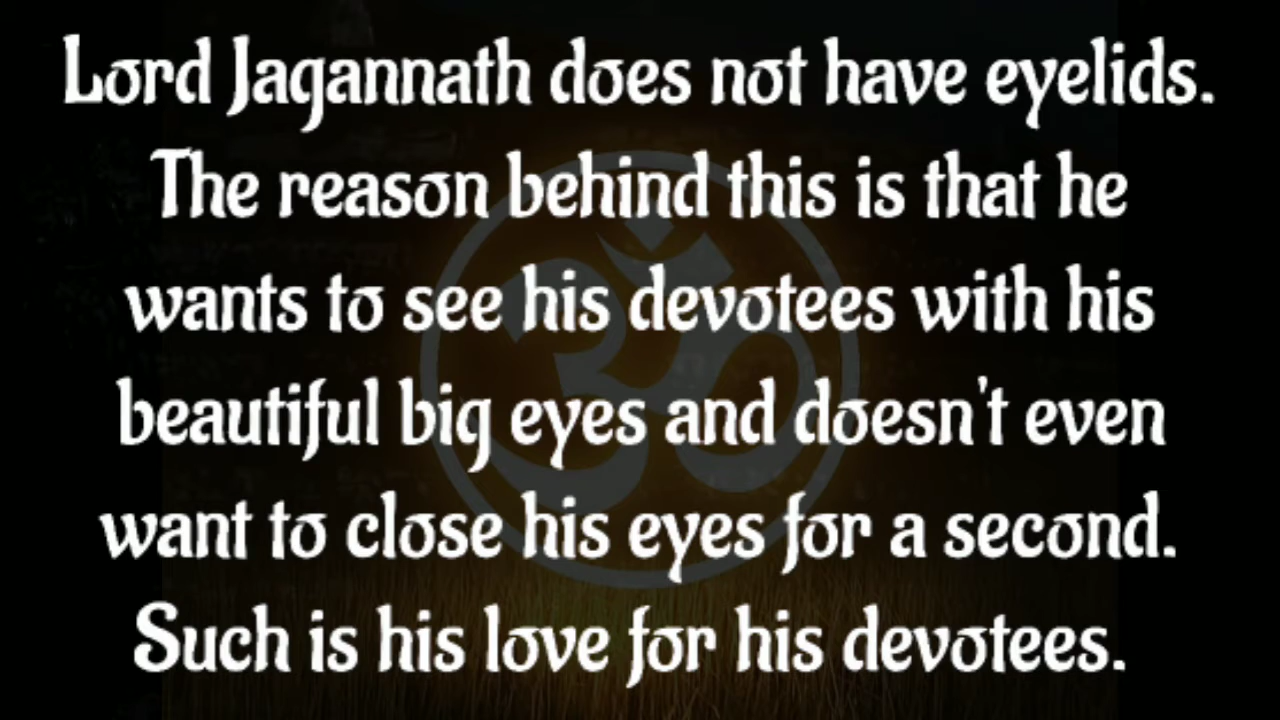 Lord Jagannath does not have eyelids.
The reason behind this is that he
wants to see his devotees with his
beautiful big eyes and doesn't even
want to close his eyes for a second.
Such is his love for his devotees.
ॐ